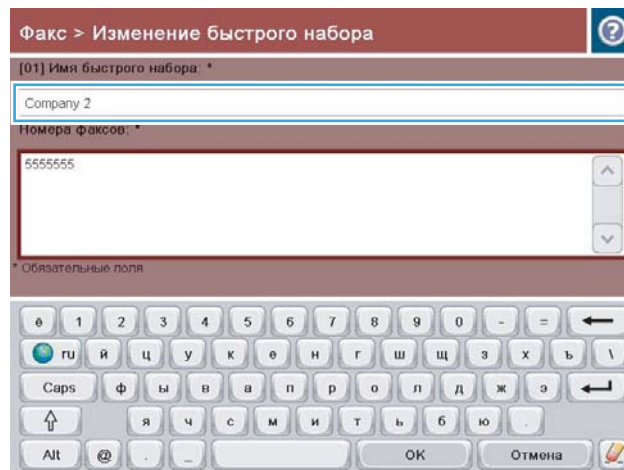 Факс > Изменение быстрого набора ?
[01] Имя быстрого набора: *
Company 2
Номера факсов: *
5555555
* Обязательные поля
ё 1 2 3 4 5 6 7 8 9 0 - =
ru й ц у к е н г ш щ з х ъ \
Caps ф ы в а п р о л д ж э
я ч с м и т ь б ю .
Alt @ . _ OK Отмена